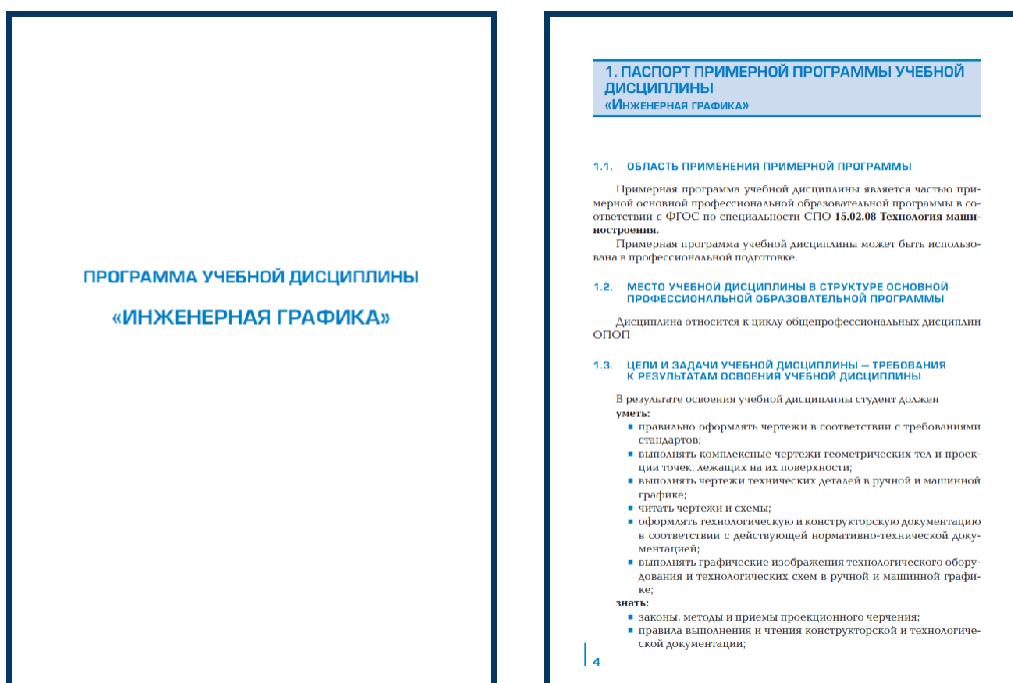 ПРОГРАММА УЧЕБНОЙ ДИСЦИПЛИНЫ
«ИНЖЕНЕРНАЯ ГРАФИКА»
1. ПАСПОРТ ПРИМЕРНОЙ ПРОГРАММЫ УЧЕБНОЙ
ДИСЦИПЛИНЫ
«Инженерная графика»
1.1. ОБЛАСТЬ ПРИМЕНЕНИЯ ПРИМЕРНОЙ ПРОГРАММЫ
Примерная программа учебной дисциплины является частью при-
мерной основной профессиональной образовательной программы в со-
ответствии с ФГОС по специальности СПО 15.02.08 Технология маши-
ностроения.
Примерная программа учебной дисциплины может быть использо-
вана в профессиональной подготовке.
1.2. МЕСТО УЧЕБНОЙ ДИСЦИПЛИНЫ В СТРУКТУРЕ ОСНОВНОЙ
ПРОФЕССИОНАЛЬНОЙ ОБРАЗОВАТЕЛЬНОЙ ПРОГРАММЫ
Дисциплина относится к циклу общепрофессиональных дисциплин
ОПОП
1.3. ЦЕЛИ И ЗАДАЧИ УЧЕБНОЙ ДИСЦИПЛИНЫ — ТРЕБОВАНИЯ
К РЕЗУЛЬТАТАМ ОСВОЕНИЯ УЧЕБНОЙ ДИСЦИПЛИНЫ
В результате освоения учебной дисциплины студент должен
уметь:
▪ правильно оформлять чертежи в соответствии с требованиями
стандартов;
▪ выполнять комплексные чертежи геометрических тел и проек-
ции точек, лежащих на их поверхности;
▪ выполнять чертежи технических деталей в ручной и машинной
графике;
▪ читать чертежи и схемы;
▪ оформлять технологическую и конструкторскую документацию
в соответствии с действующей нормативно-технической доку-
ментацией;
▪ выполнять графические изображения технологического обору-
дования и технологических схем в ручной и машинной графи-
ке;
знать:
▪ законы, методы и приемы проекционного черчения;
▪ правила выполнения и чтения конструкторской и технологиче-
ской документации;
4